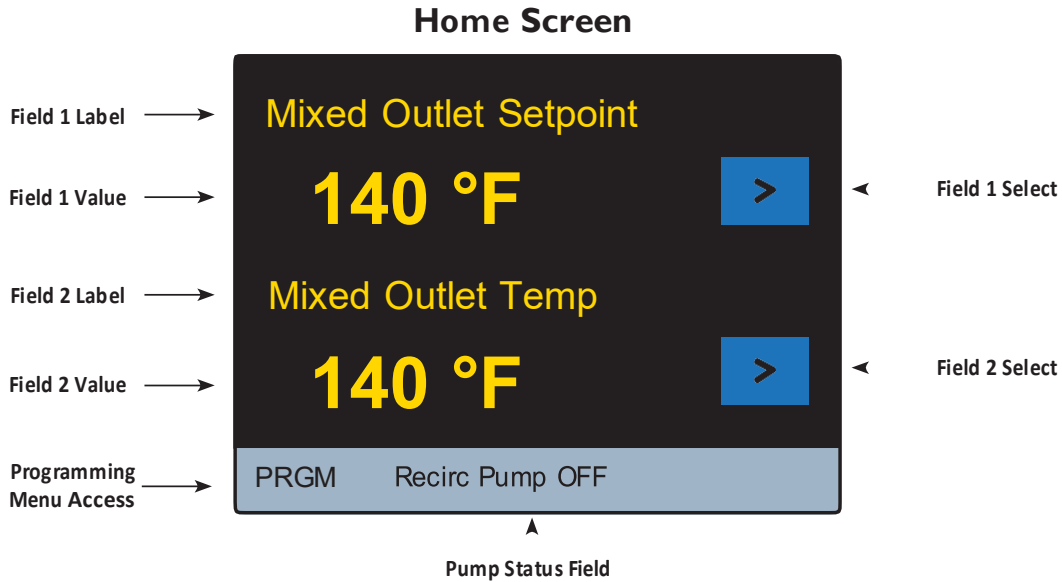 Home Screen
Field 1 Label
Mixed Outlet Setpoint
Field 1 Value
140 °F
>
Field 1 Select
Field 2 Label
Mixed Outlet Temp
Field 2 Value
140 °F
>
Field 2 Select
Programming
Menu Access
PRGM Recirc Pump OFF
Pump Status Field